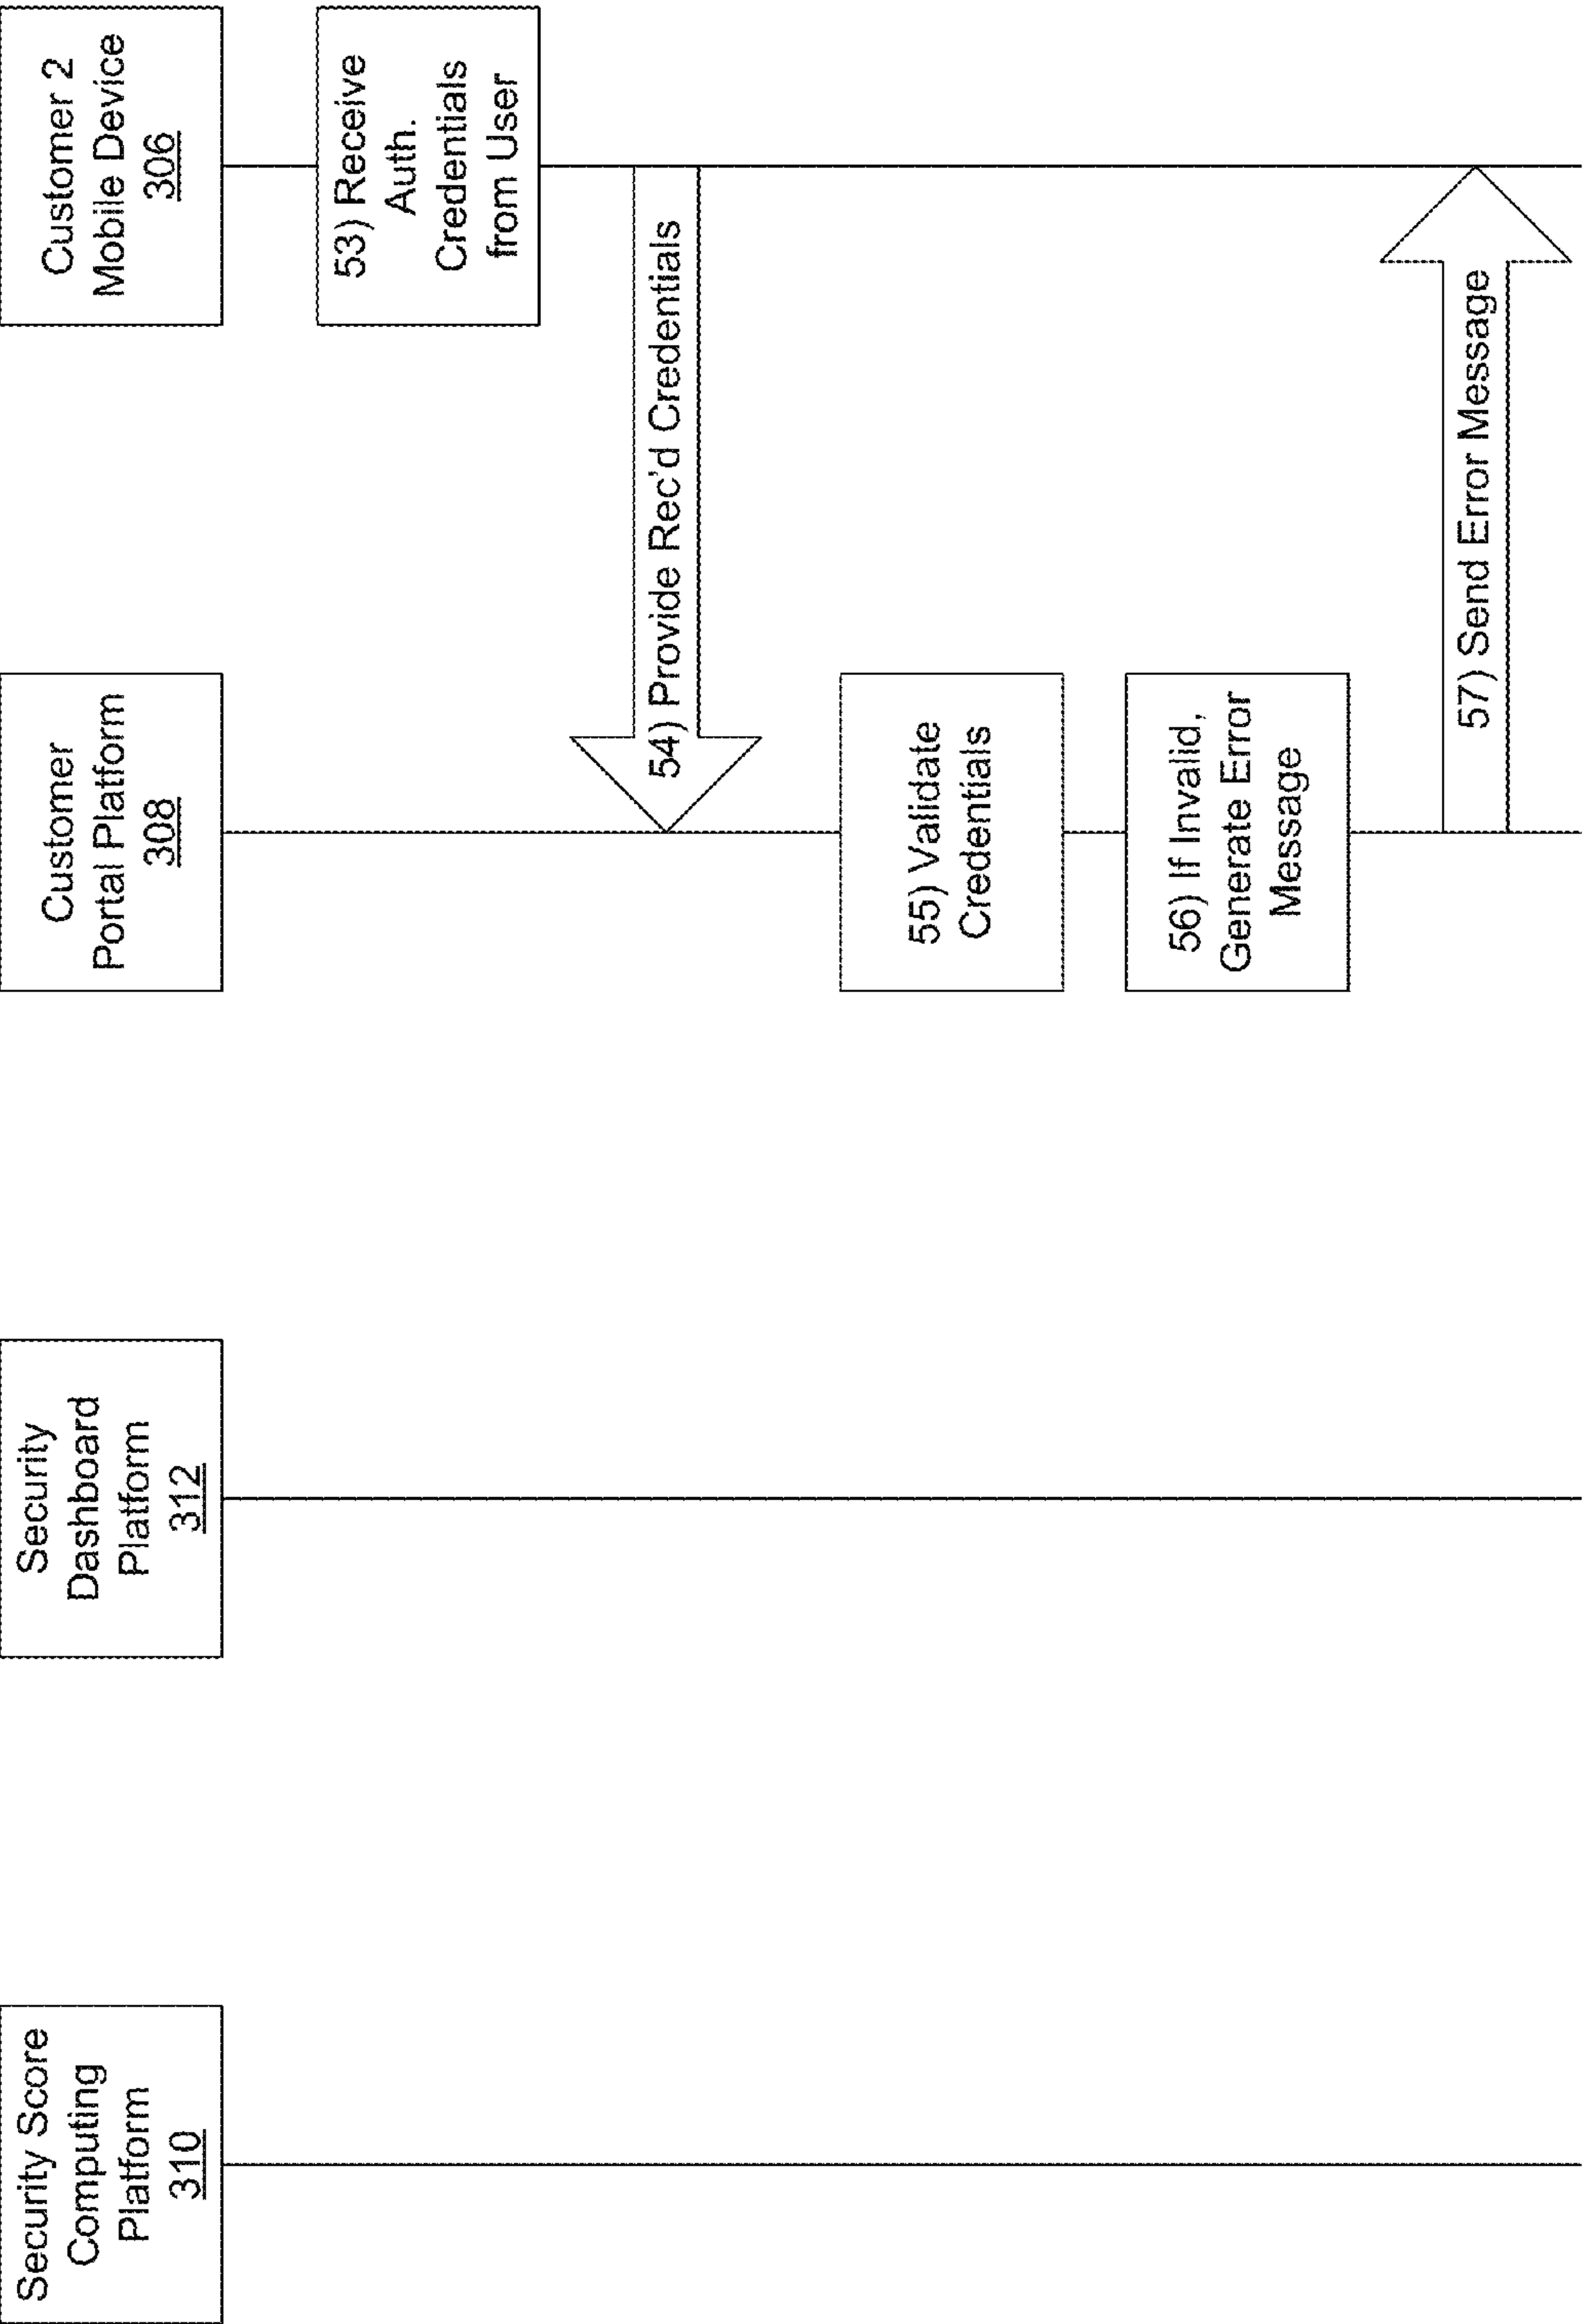 Security Score
Computing
Platform
310
Security
Dashboard
Platform
312
Customer
Portal Platform
308
Customer 2
Mobile Device
306
53) Receive
Auth.
Credentials
from User
54) Provide Rec'd Credentials
55) Validate
Credentials
56) If Invalid,
Generate Error
Message
57) Send Error Message